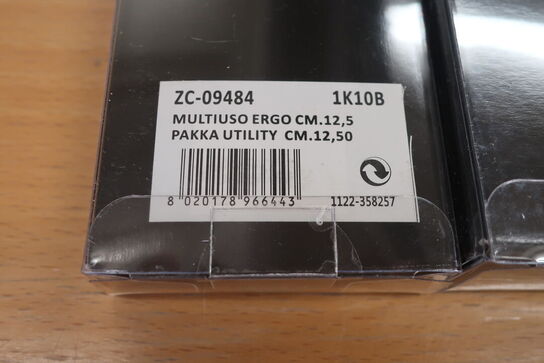 ZC-09484 1K10B
MULTIUSO ERGO CM.12,5
PAKKA UTILITY CM.12,50
8 020178 966443 1122-358257